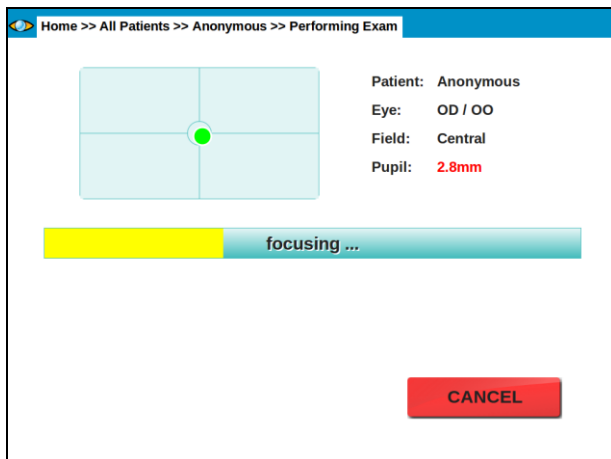 Home >> All Patients >> Anonymous >> Performing Exam
Patient: Anonymous
Eye: OD / OO
Field: Central
Pupil: 2.8mm
focusing ...
CANCEL